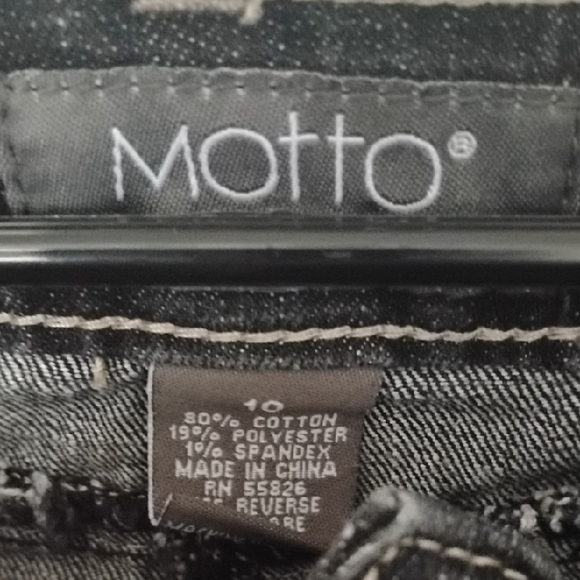 Motto®
10
80% COTTON
19% POLYESTER
1% SPANDEX
MADE IN CHINA
RN 55826
REVERSE